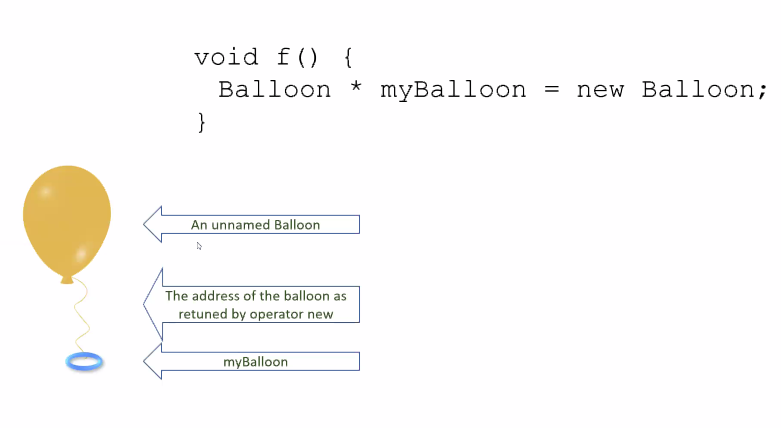 void f() {
Balloon * myBalloon = new Balloon;
}
An unnamed Balloon
The address of the balloon as
retuned by operator new
myBalloon